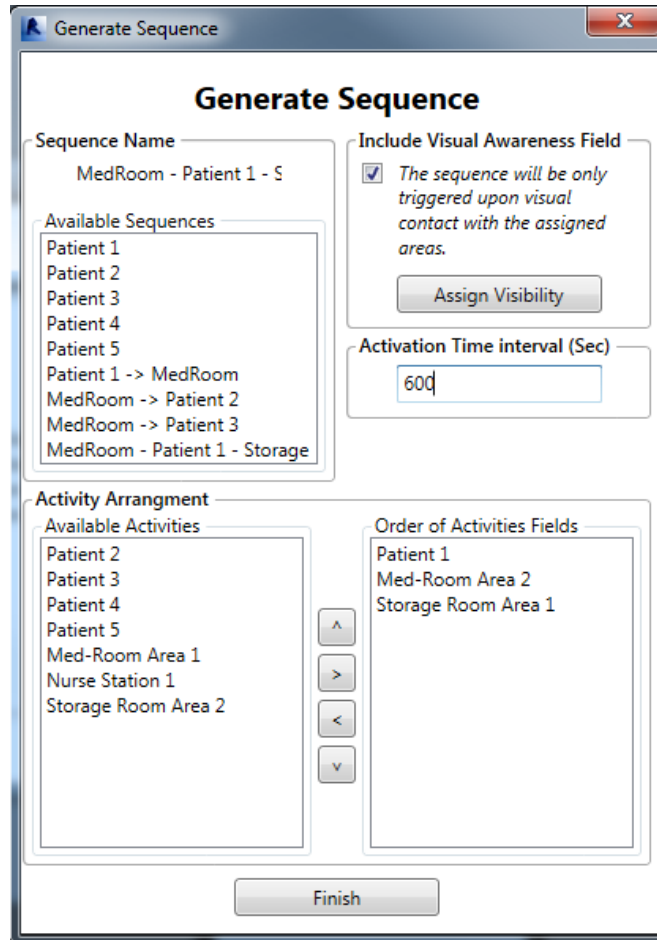 Generate Sequence
Generate Sequence
Sequence Name
MedRoom - Patient 1 - S
Available Sequences
Patient 1
Patient 2
Patient 3
Patient 4
Patient 5
Patient 1 -> MedRoom
MedRoom -> Patient 2
MedRoom -> Patient 3
MedRoom - Patient 1 - Storage
Include Visual Awareness Field
The sequence will be only
triggered upon visual
contact with the assigned
areas.
Assign Visibility
Activation Time interval (Sec)
600
Activity Arrangment
Available Activities
Patient 2
Patient 3
Patient 4
Patient 5
Med-Room Area 1
Nurse Station 1
Storage Room Area 2
^
>
<
v
Order of Activities Fields
Patient 1
Med-Room Area 2
Storage Room Area 1
Finish